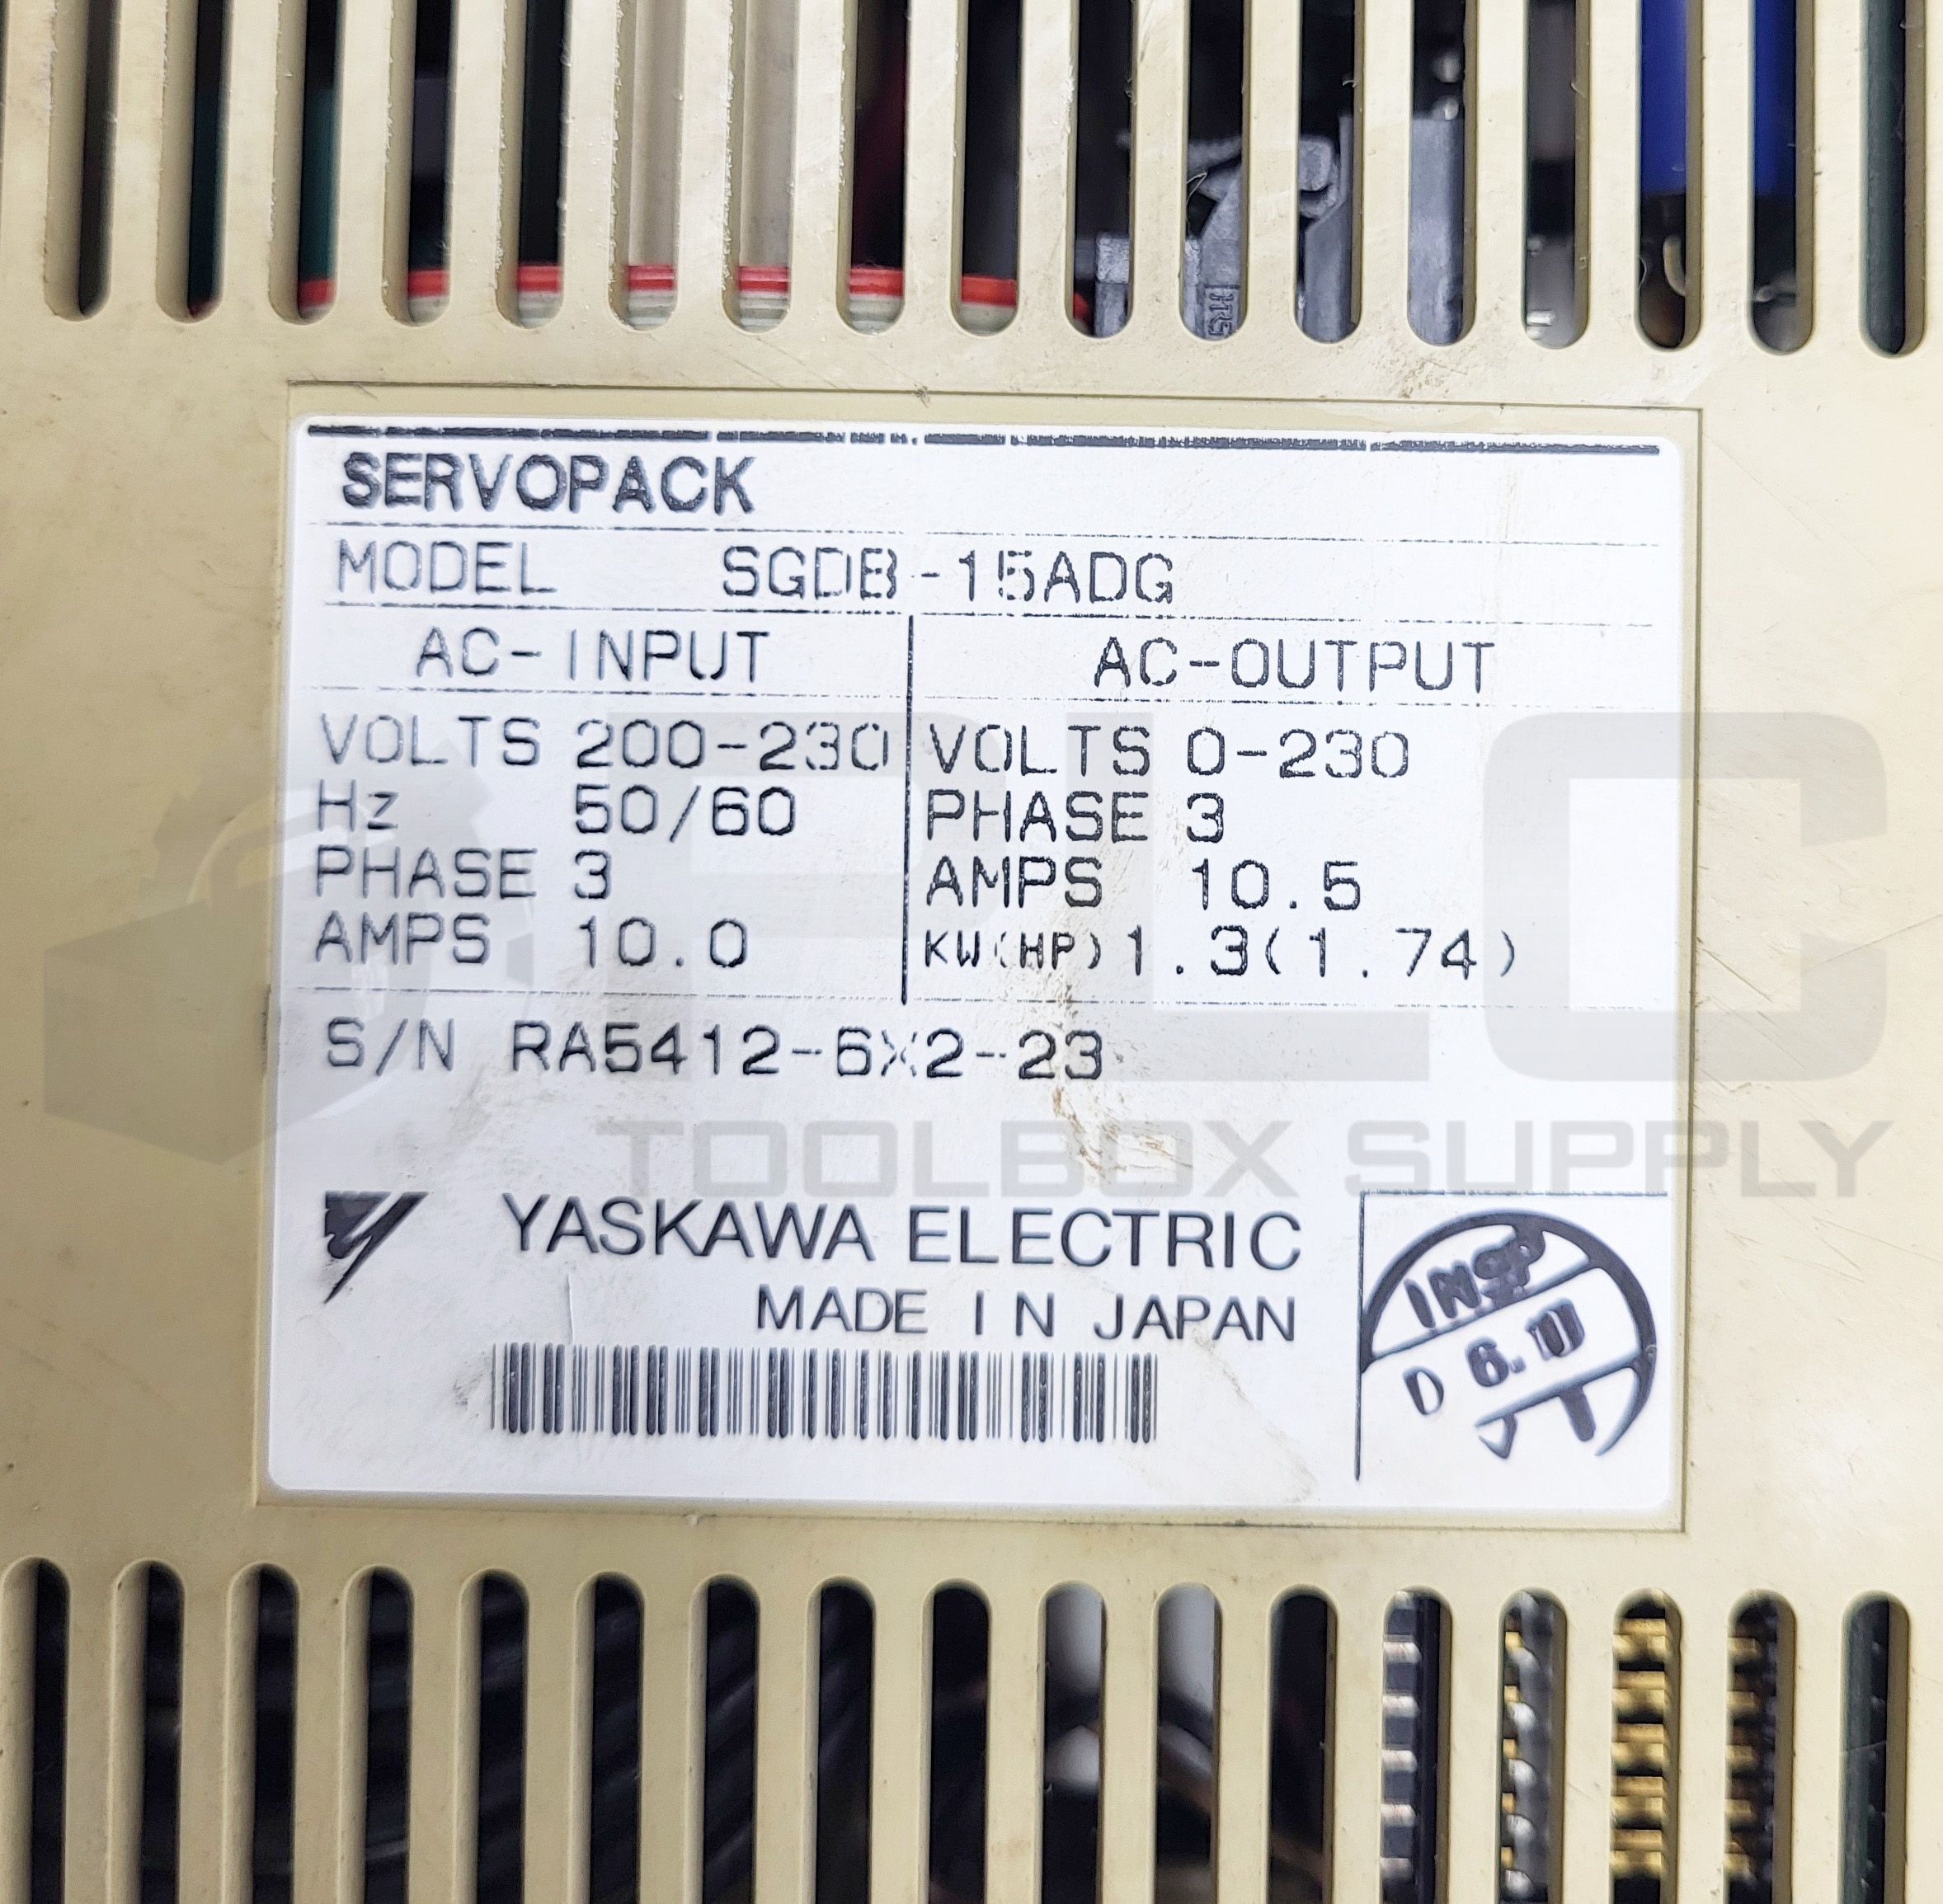 HRS
SERVOPACK
MODEL SGDB-15ADG
AC-INPUT AC-OUTPUT
VOLTS 200-230 VOLTS 0-230
Hz 50/60 PHASE 3
PHASE 3 AMPS 10.5
AMPS 10.0 KW(HP) 1.3(1.74)
S/N RA5412-6X2-23
PLC
TOOLBOX SUPPLY
YASKAWA ELECTRIC
MADE IN JAPAN
INSP
D 6.